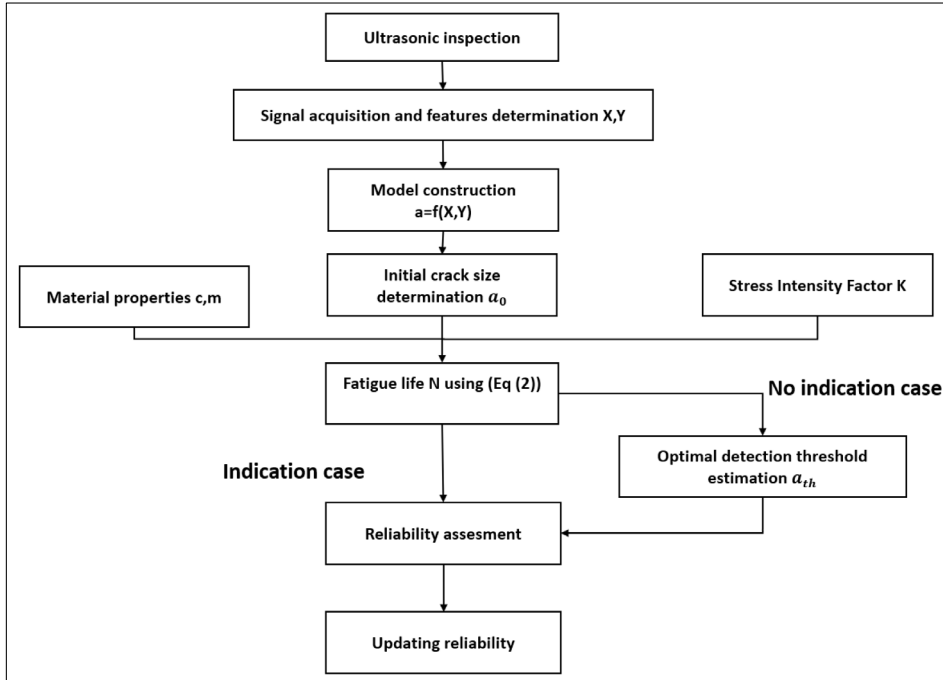 Ultrasonic inspection
Signal acquisition and features determination X,Y
Model construction
a=f(X,Y)
Initial crack size
determination a₀
Material properties c,m
Stress Intensity Factor K
Fatigue life N using (Eq (2))
No indication case
Indication case
Optimal detection threshold
estimation aₜₕ
Reliability assesment
Updating reliability